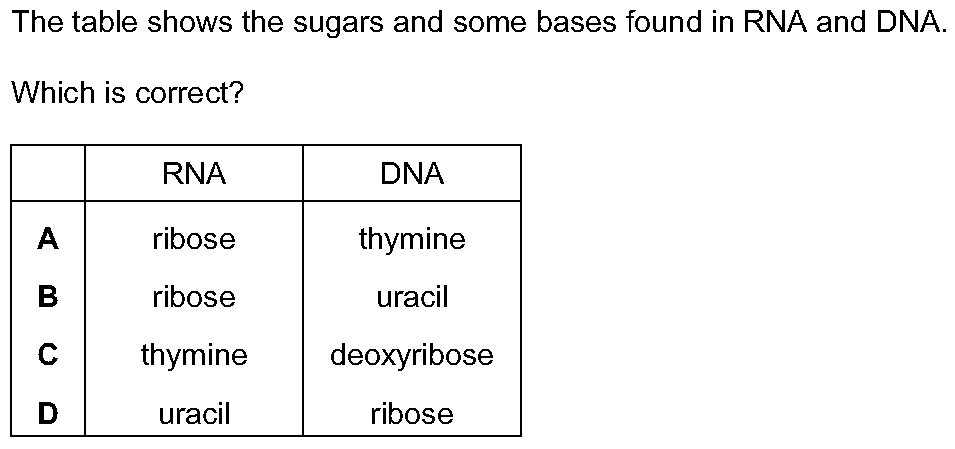 The table shows the sugars and some bases found in RNA and DNA.
Which is correct?
RNA DNA
A ribose thymine
B ribose uracil
C thymine deoxyribose
D uracil ribose